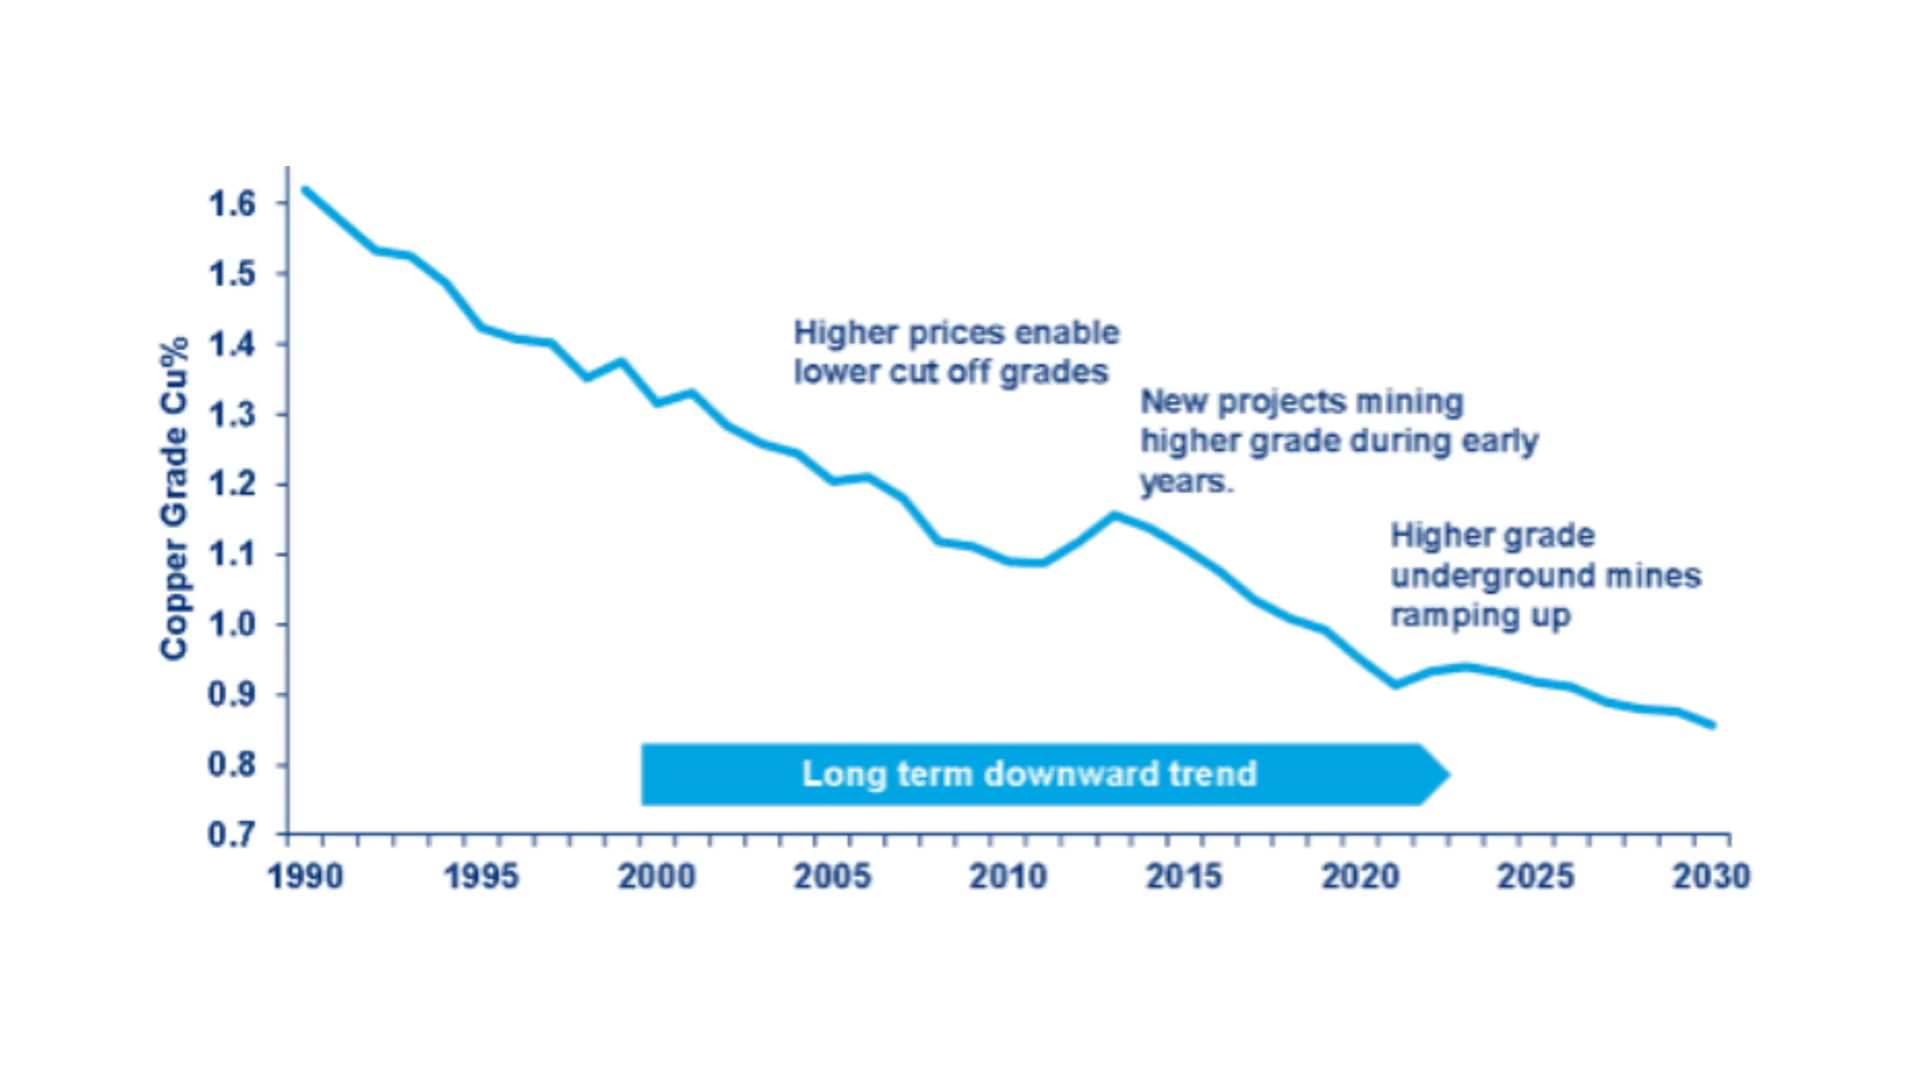 1.6
1.5
1.4
1.3
1.2
1.1
1.0
0.9
0.8
0.7
Copper Grade Cu%
Higher prices enable
lower cut off grades
New projects mining
higher grade during early
years.
Higher grade
underground mines
ramping up
Long term downward trend
1990 1995 2000 2005 2010 2015 2020 2025 2030